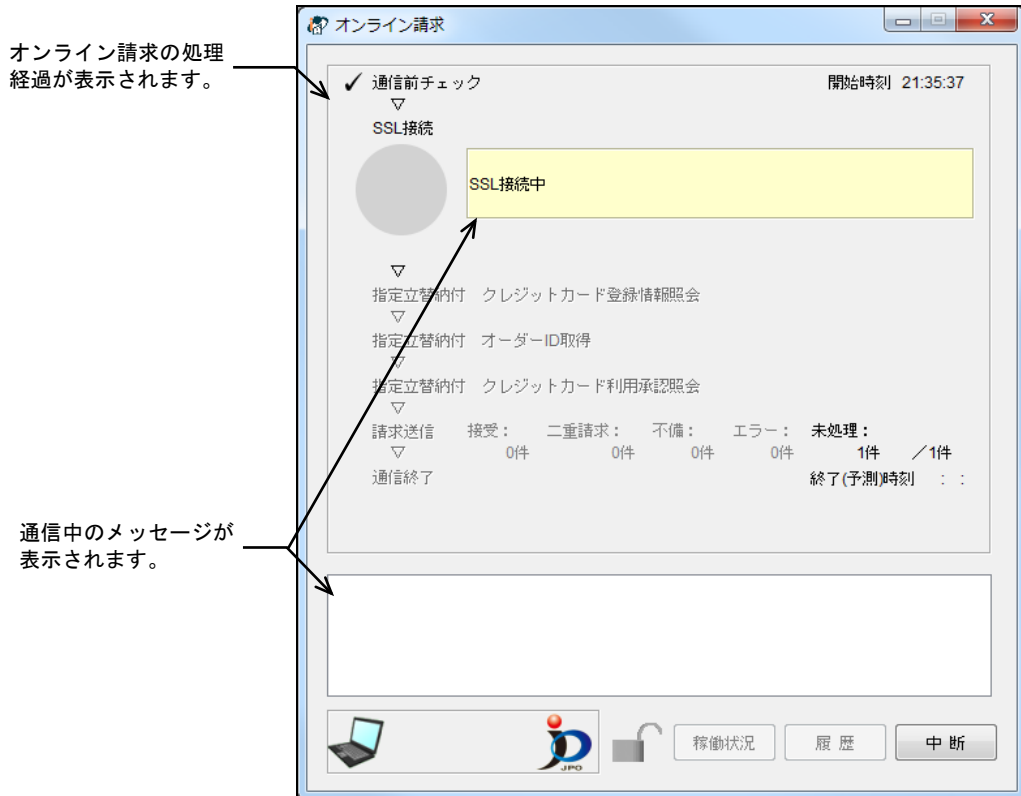 オンライン請求
オンライン請求の処理
経過が表示されます。
通信前チェック 開始時刻 21:35:37
▽
SSL接続
SSL接続中
▽
指定立替納付 クレジットカード登録情報照会
▽
指定立替納付 オーダーID取得
▽
指定立替納付 クレジットカード利用承認照会
▽
請求送信 接受: 二重請求: 不備: エラー: 未処理:
▽ 0件 0件 0件 0件 1件 /1件
通信終了 終了(予測)時刻 : :
通信中のメッセージが
表示されます。
JPO
稼働状況 履歴 中断